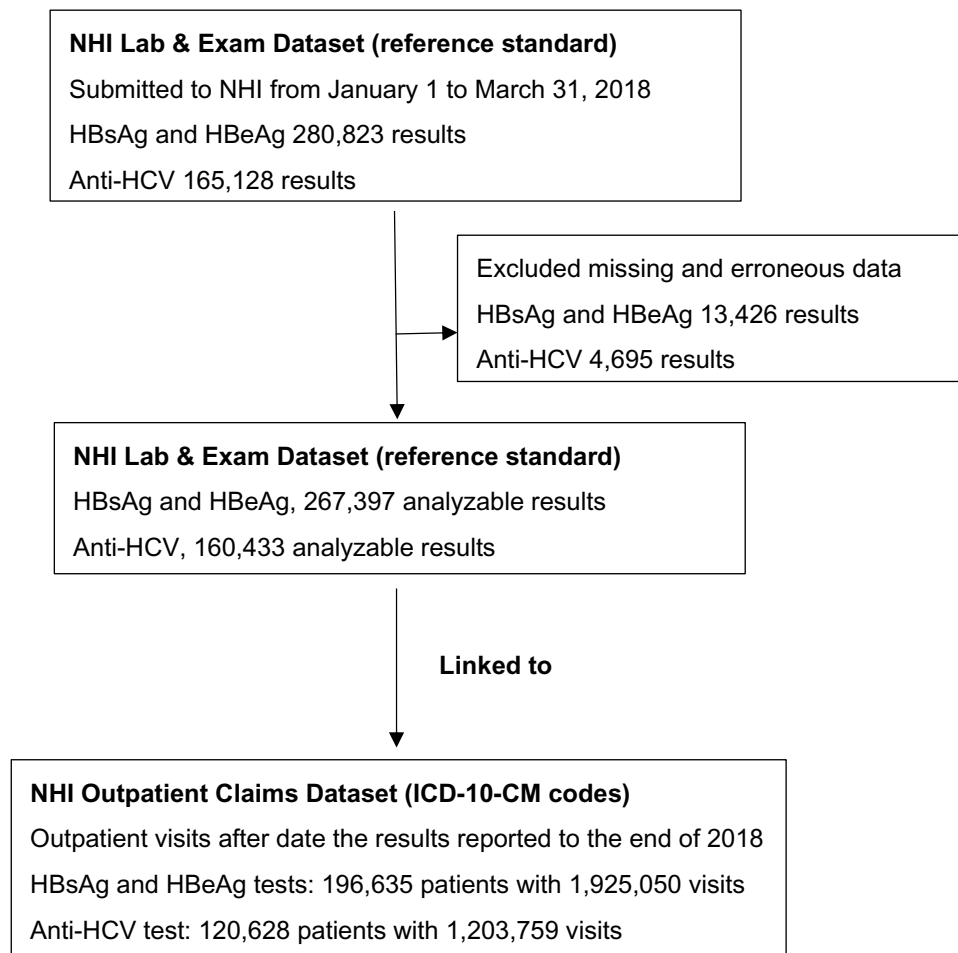 NHI Lab & Exam Dataset (reference standard)
Submitted to NHI from January 1 to March 31, 2018
HBsAg and HBeAg 280,823 results
Anti-HCV 165,128 results
Excluded missing and erroneous data
HBsAg and HBeAg 13,426 results
Anti-HCV 4,695 results
NHI Lab & Exam Dataset (reference standard)
HBsAg and HBeAg, 267,397 analyzable results
Anti-HCV, 160,433 analyzable results
Linked to
NHI Outpatient Claims Dataset (ICD-10-CM codes)
Outpatient visits after date the results reported to the end of 2018
HBsAg and HBeAg tests: 196,635 patients with 1,925,050 visits
Anti-HCV test: 120,628 patients with 1,203,759 visits